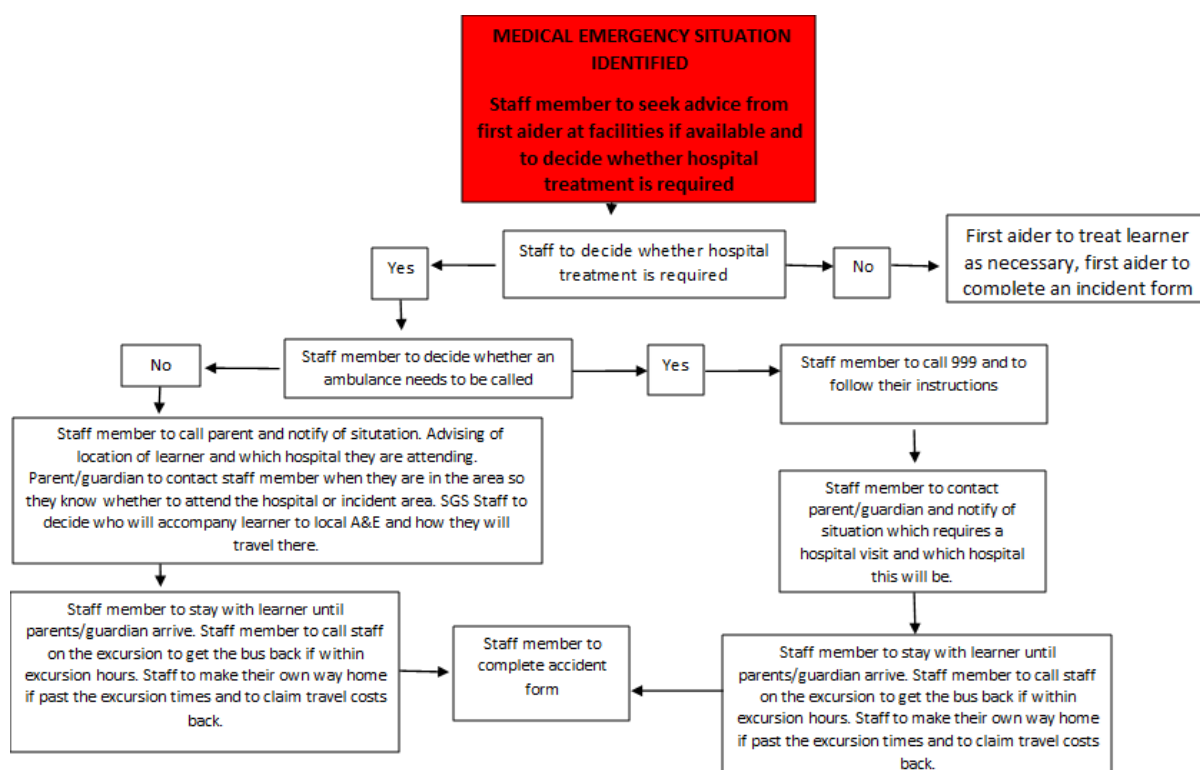 MEDICAL EMERGENCY SITUATION
IDENTIFIED
Staff member to seek advice from
first aider at facilities if available and
to decide whether hospital
treatment is required
Staff to decide whether hospital
treatment is required
Yes
No
First aider to treat learner
as necessary, first aider to
complete an incident form
Staff member to decide whether an
ambulance needs to be called
No
Yes
Staff member to call 999 and to
follow their instructions
Staff member to call parent and notify of situtation. Advising of
location of learner and which hospital they are attending.
Parent/guardian to contact staff member when they are in the area so
they know whether to attend the hospital or incident area. SGS Staff to
decide who will accompany learner to local A&E and how they will
travel there.
Staff member to contact
parent/guardian and notify of
situation which requires a
hospital visit and which hospital
this will be.
Staff member to stay with learner until
parents/guardian arrive. Staff member to call staff
on the excursion to get the bus back if within
excursion hours. Staff to make their own way home
if past the excursion times and to claim travel costs
back.
Staff member to
complete accident
form
Staff member to stay with learner until
parents/guardian arrive. Staff member to call staff
on the excursion to get the bus back if within
excursion hours. Staff to make their own way home
if past the excursion times and to claim travel costs
back.